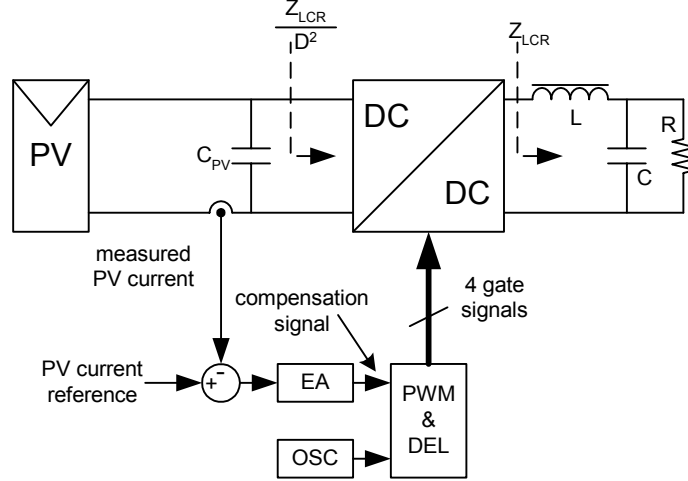 Z_LCR
D²
Z_LCR
PV
C_PV
DC
DC
L
C
R
measured
PV current
compensation
signal
4 gate
signals
PV current
reference
+
-
EA
PWM
&
DEL
OSC